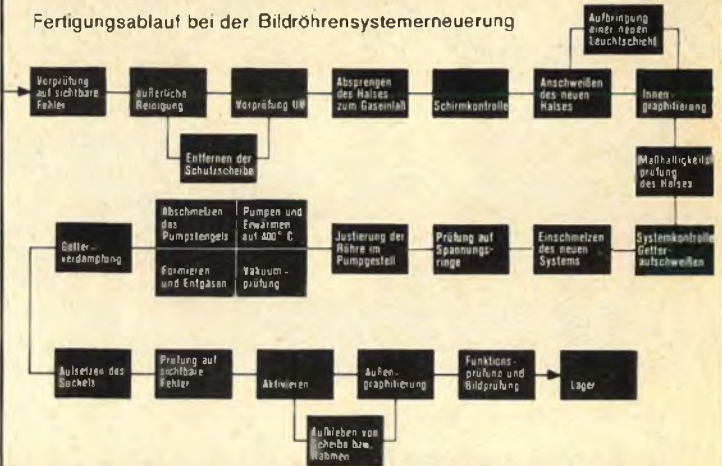 Fertigungsablauf bei der Bildröhrensystemerneuerung
Aufbringung
einer neuen
Leuchtschicht
Vorprüfung
auf sichtbare
Fehler
äußerliche
Reinigung
Vorprüfung UV
Absprengen
des Halses
zum Gaseinlaß
Schirmkontrolle
Anschweißen
des neuen
Halses
Innen-
graphitierung
Entfernen der
Schutzscheibe
Maßhaltigkeits
prüfung
des Halses
Getter-
verdampfung
Abschmelzen
des
Pumpstengels
Pumpen und
Erwärmen
auf 400° C
Formieren
und Entgasen
Vakuum-
prüfung
Justierung der
Röhre im
Pumpgestell
Prüfung auf
Spannungs-
ringe
Einschmelzen
des neuen
Systems
Systemkontrolle
Getter-
aufschweißen
Aufsetzen des
Sockels
Prüfung auf
sichtbare
Fehler
Aktivieren
Außen-
graphitierung
Funktions-
prüfung und
Bildprüfung
Lager
Aufkleben von
Scheibe bzw.
Rahmen